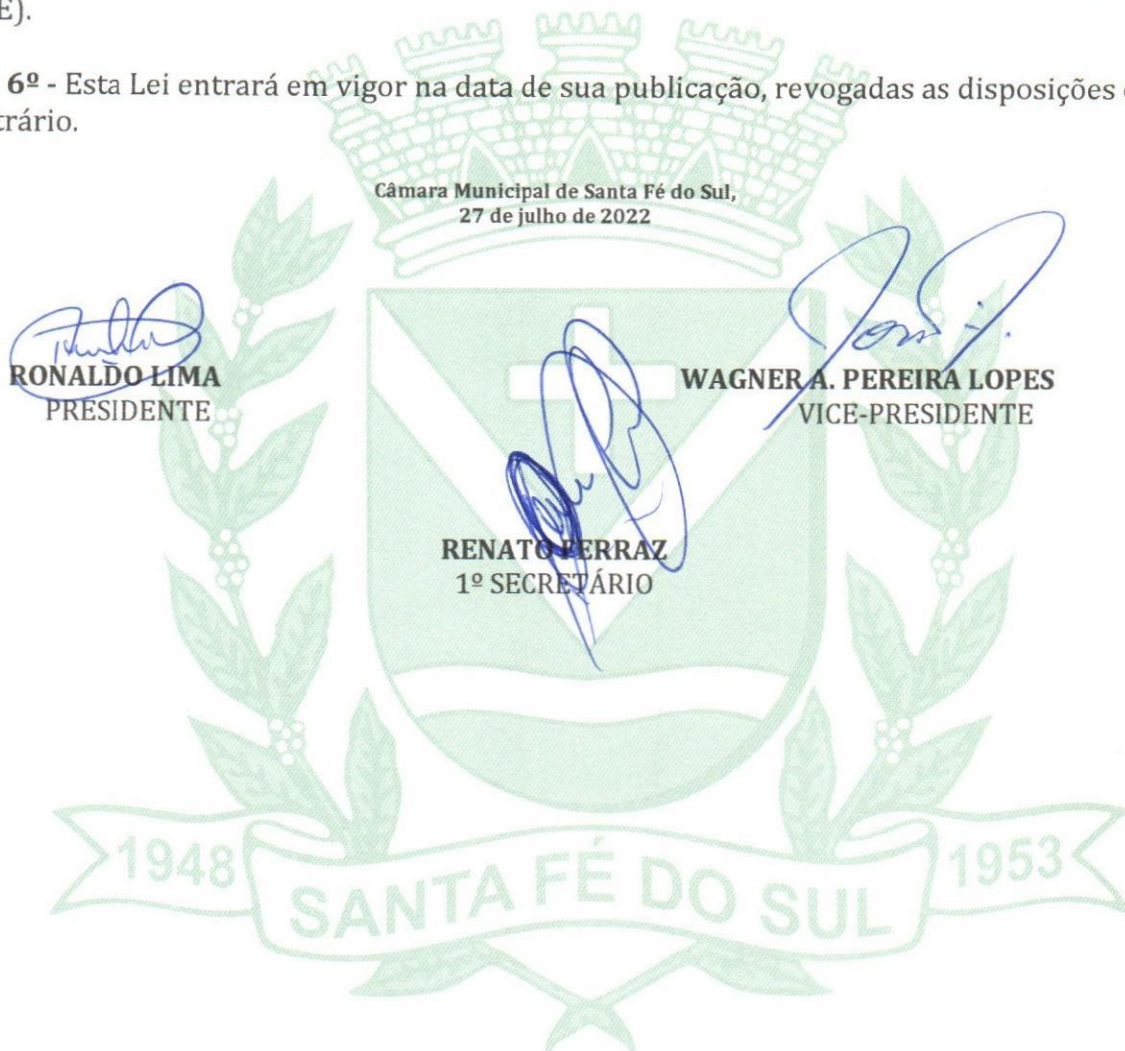 E).
6º - Esta Lei entrará em vigor na data de sua publicação, revogadas as disposições
trário.
Câmara Municipal de Santa Fé do Sul,
27 de julho de 2022
RONALDO LIMA
PRESIDENTE
WAGNER A. PEREIRA LOPES
VICE-PRESIDENTE
RENATO FERRAZ
1º SECRETÁRIO
1948
SANTA FÉ DO SUL
1953